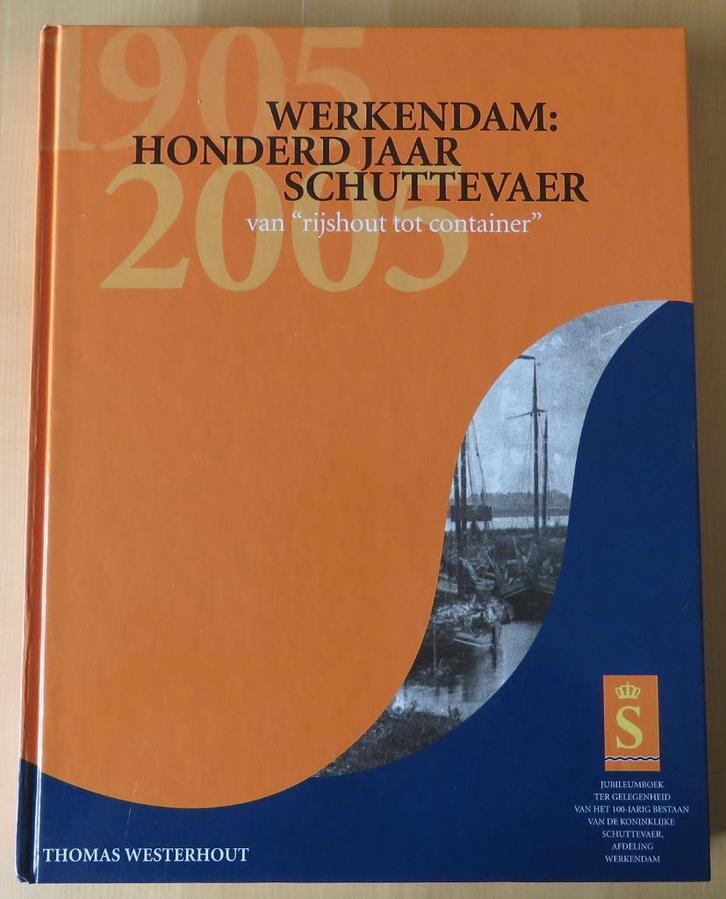 1905
WERKENDAM:
HONDERD JAAR
SCHUTTEVAER
2005
van “rijshout tot container”
S
JUBILEUMBOEK
TER GELEGENHEID
VAN HET 100-JARIG BESTAAN
VAN DE KONINKLIJKE
SCHUTTEVAER,
AFDELING
WERKENDAM
THOMAS WESTERHOUT